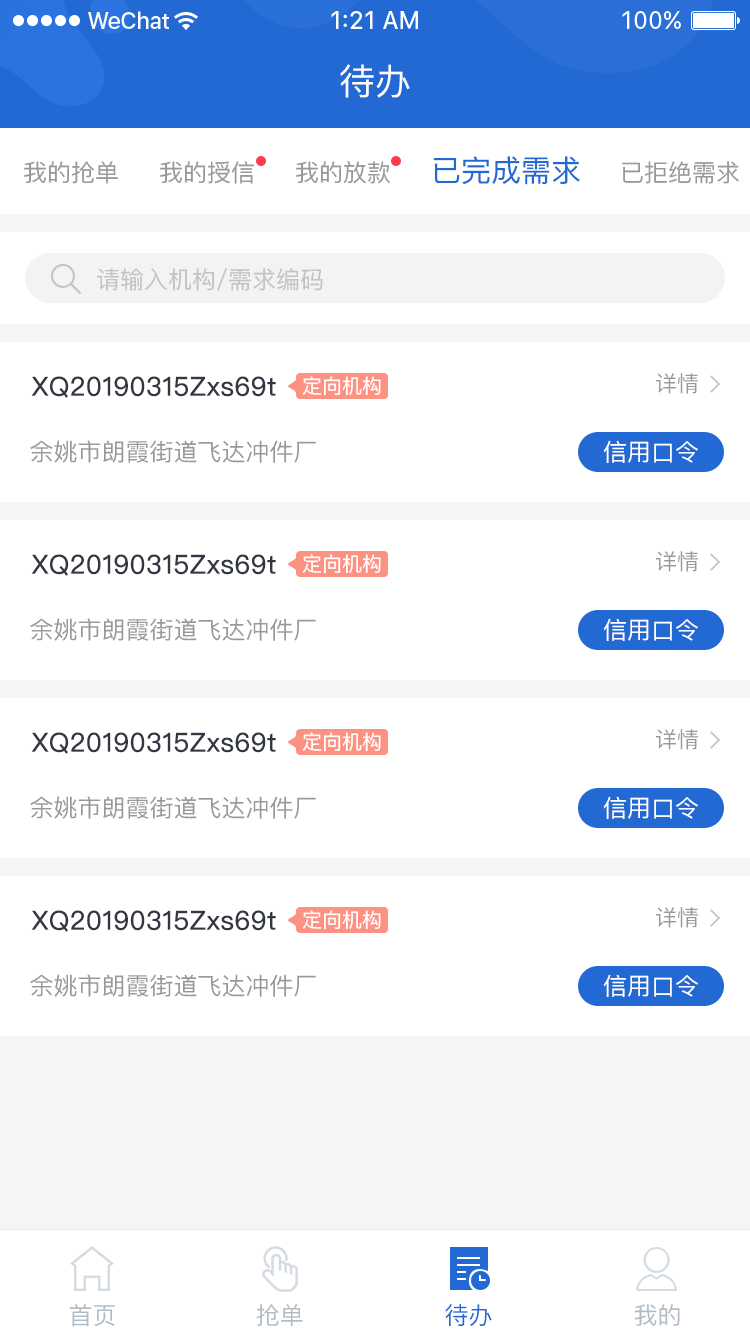 WeChat 1:21 AM 100%
待办
我的抢单 我的授信 我的放款 已完成需求 已拒绝需求
请输入机构/需求编码
XQ20190315Zxs69t 定向机构 详情
余姚市朗霞街道飞达冲件厂 信用口令
XQ20190315Zxs69t 定向机构 详情
余姚市朗霞街道飞达冲件厂 信用口令
XQ20190315Zxs69t 定向机构 详情
余姚市朗霞街道飞达冲件厂 信用口令
XQ20190315Zxs69t 定向机构 详情
余姚市朗霞街道飞达冲件厂 信用口令
首页 抢单 待办 我的